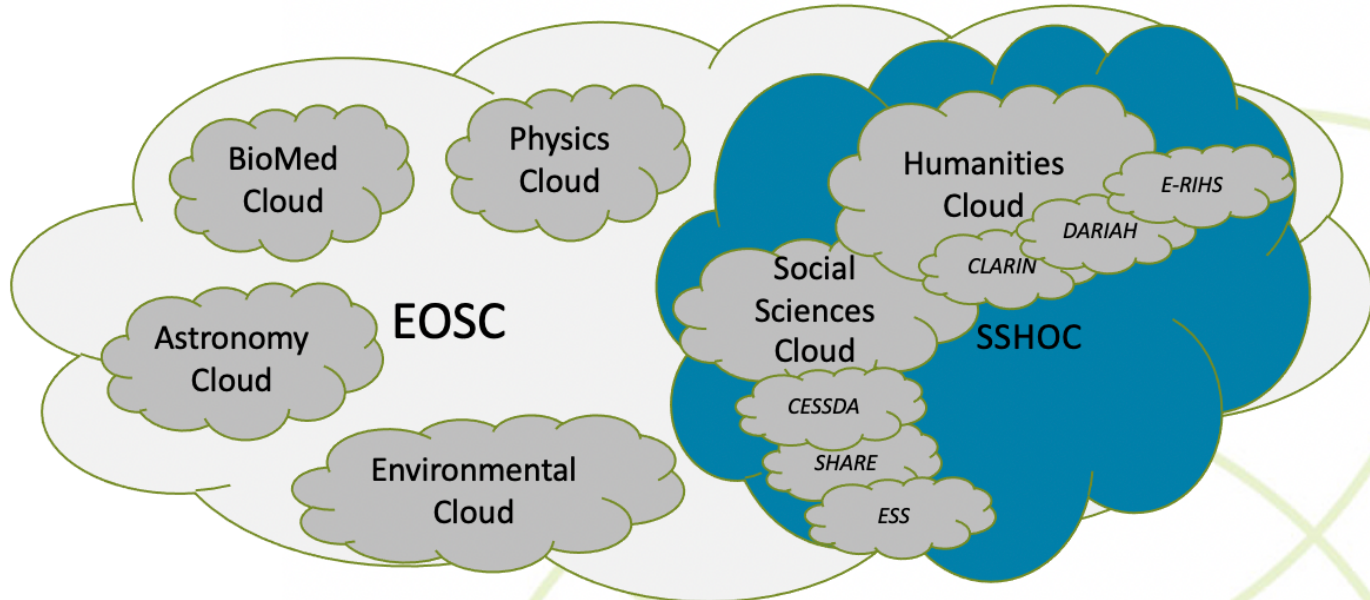 BioMed
Cloud
Physics
Cloud
Humanities
Cloud
E-RIHS
DARIAH
CLARIN
Social
Sciences
Cloud
Astronomy
Cloud
EOSC
SSHOC
CESSDA
SHARE
ESS
Environmental
Cloud